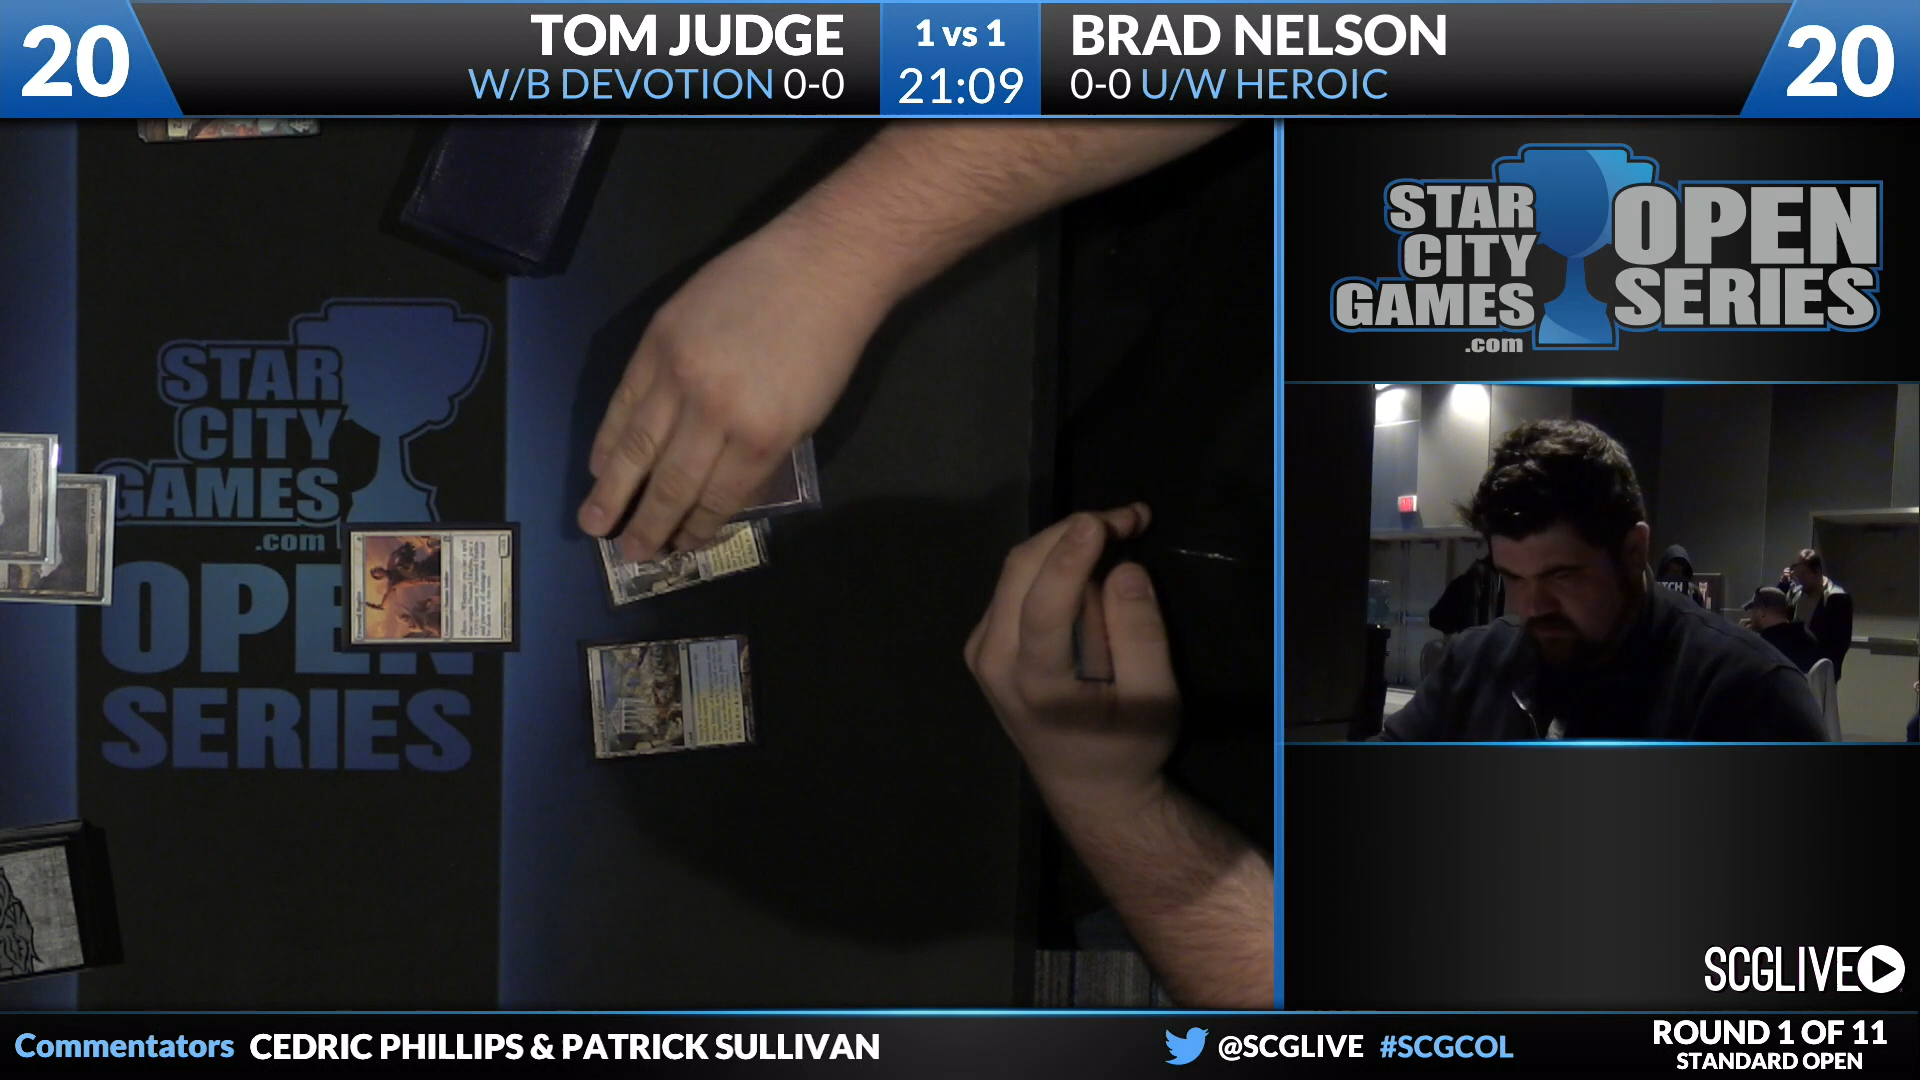 20
TOM JUDGE
W/B DEVOTION 0-0
1 vs 1
21:09
BRAD NELSON
0-0 U/W HEROIC
20
STAR
CITY
GAMES
.com
OPEN
SERIES
STAR
CITY
GAMES
.com
OPEN
SERIES
SCGLIVE
Commentators CEDRIC PHILLIPS & PATRICK SULLIVAN
@SCGLIVE #SCGCOL
ROUND 1 OF 11
STANDARD OPEN